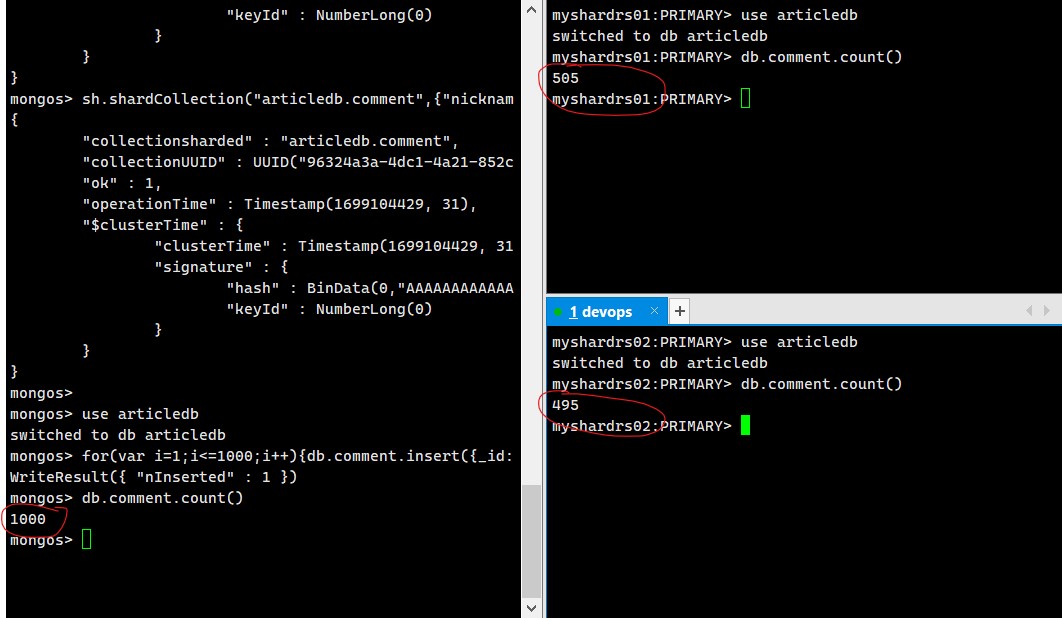 "keyId" : NumberLong(0)
}
}
}
mongos> sh.shardCollection("articledb.comment",{"nicknam
{
"collectionsharded" : "articledb.comment",
"collectionUUID" : UUID("96324a3a-4dc1-4a21-852c
"ok" : 1,
"operationTime" : Timestamp(1699104429, 31),
"$clusterTime" : {
"clusterTime" : Timestamp(1699104429, 31
"signature" : {
"hash" : BinData(0,"AAAAAAAAAAAA
"keyId" : NumberLong(0)
}
}
}
mongos>
mongos> use articledb
switched to db articledb
mongos> for(var i=1;i<=1000;i++){db.comment.insert({_id:
WriteResult({ "nInserted" : 1 })
mongos> db.comment.count()
1000
mongos>
myshardrs01:PRIMARY> use articledb
switched to db articledb
myshardrs01:PRIMARY> db.comment.count()
505
myshardrs01:PRIMARY>
1 devops × +
myshardrs02:PRIMARY> use articledb
switched to db articledb
myshardrs02:PRIMARY> db.comment.count()
495
myshardrs02:PRIMARY>